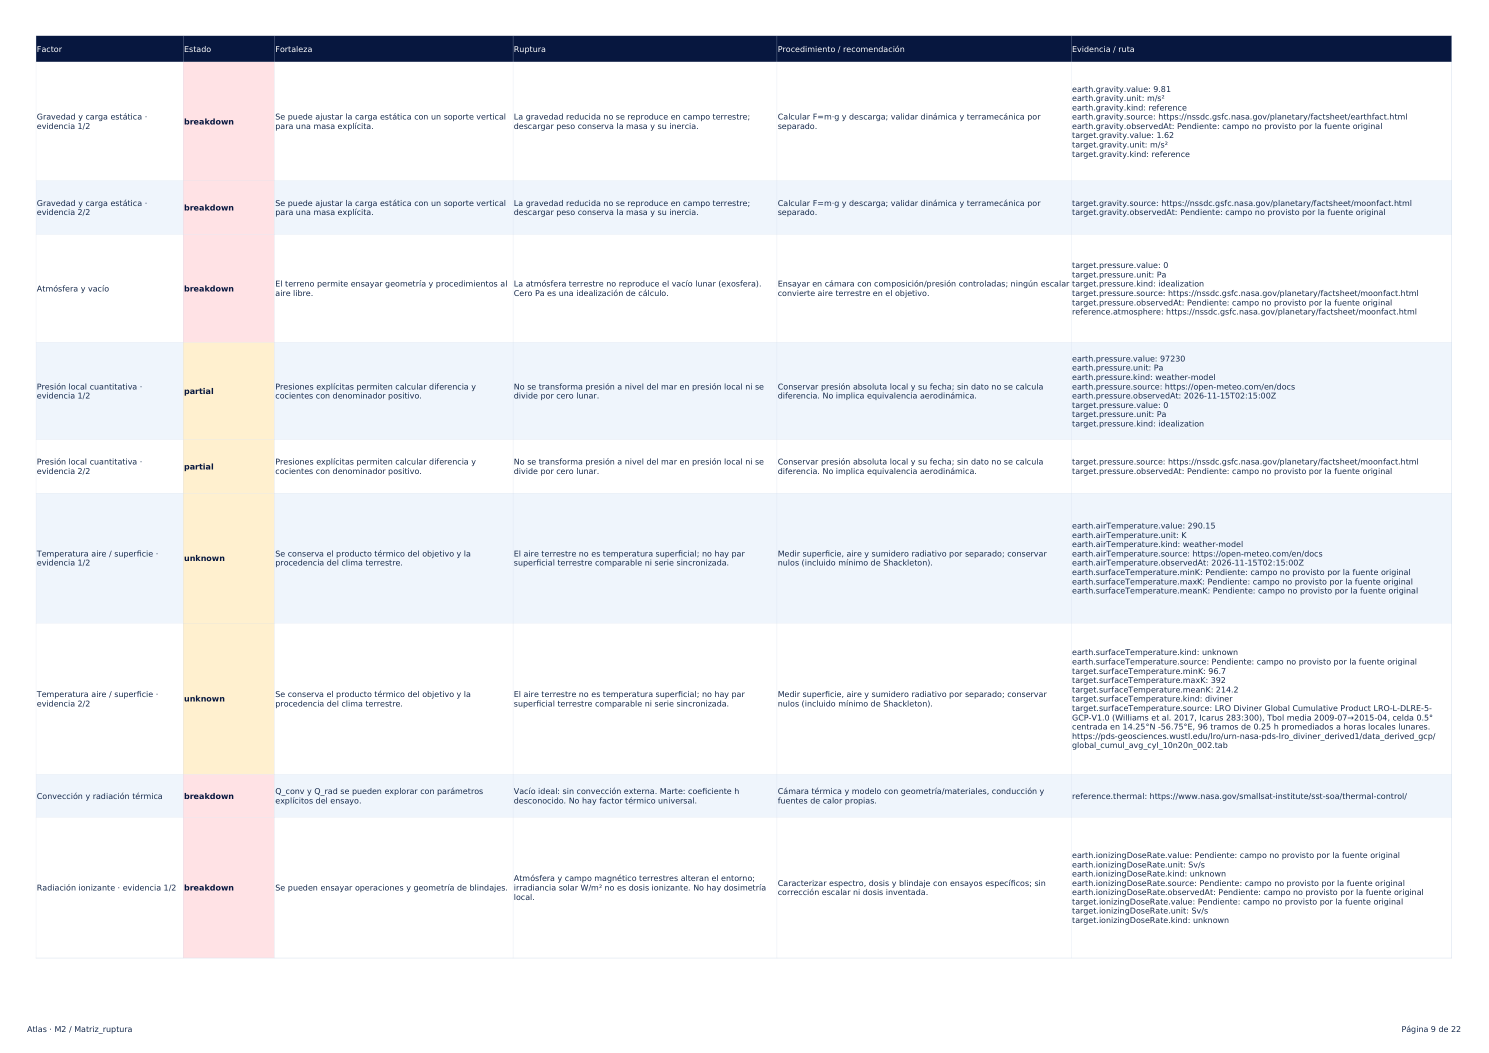 Factor Estado Fortaleza Ruptura Procedimiento / recomendación Evidencia / ruta
Gravedad y carga estática ·
evidencia 1/2
breakdown
Se puede ajustar la carga estática con un soporte vertical
para una masa explícita.
La gravedad reducida no se reproduce en campo terrestre;
descargar peso conserva la masa y su inercia.
Calcular F=m·g y descarga; validar dinámica y terramecánica por
separado.
earth.gravity.value: 9.81
earth.gravity.unit: m/s²
earth.gravity.kind: reference
earth.gravity.source: https://nssdc.gsfc.nasa.gov/planetary/factsheet/earthfact.html
earth.gravity.observedAt: Pendiente: campo no provisto por la fuente original
target.gravity.value: 1.62
target.gravity.unit: m/s²
target.gravity.kind: reference
Gravedad y carga estática ·
evidencia 2/2
breakdown
Se puede ajustar la carga estática con un soporte vertical
para una masa explícita.
La gravedad reducida no se reproduce en campo terrestre;
descargar peso conserva la masa y su inercia.
Calcular F=m·g y descarga; validar dinámica y terramecánica por
separado.
target.gravity.source: https://nssdc.gsfc.nasa.gov/planetary/factsheet/moonfact.html
target.gravity.observedAt: Pendiente: campo no provisto por la fuente original
Atmósfera y vacío
breakdown
El terreno permite ensayar geometría y procedimientos al
aire libre.
La atmósfera terrestre no reproduce el vacío lunar (exosfera).
Cero Pa es una idealización de cálculo.
Ensayar en cámara con composición/presión controladas; ningún escalar
convierte aire terrestre en el objetivo.
target.pressure.value: 0
target.pressure.unit: Pa
target.pressure.kind: idealization
target.pressure.source: https://nssdc.gsfc.nasa.gov/planetary/factsheet/moonfact.html
target.pressure.observedAt: Pendiente: campo no provisto por la fuente original
reference.atmosphere: https://nssdc.gsfc.nasa.gov/planetary/factsheet/moonfact.html
Presión local cuantitativa ·
evidencia 1/2
partial
Presiones explícitas permiten calcular diferencia y
cocientes con denominador positivo.
No se transforma presión a nivel del mar en presión local ni se
divide por cero lunar.
Conservar presión absoluta local y su fecha; sin dato no se calcula
diferencia. No implica equivalencia aerodinámica.
earth.pressure.value: 97230
earth.pressure.unit: Pa
earth.pressure.kind: weather-model
earth.pressure.source: https://open-meteo.com/en/docs
earth.pressure.observedAt: 2026-11-15T02:15:00Z
target.pressure.value: 0
target.pressure.unit: Pa
target.pressure.kind: idealization
Presión local cuantitativa ·
evidencia 2/2
partial
Presiones explícitas permiten calcular diferencia y
cocientes con denominador positivo.
No se transforma presión a nivel del mar en presión local ni se
divide por cero lunar.
Conservar presión absoluta local y su fecha; sin dato no se calcula
diferencia. No implica equivalencia aerodinámica.
target.pressure.source: https://nssdc.gsfc.nasa.gov/planetary/factsheet/moonfact.html
target.pressure.observedAt: Pendiente: campo no provisto por la fuente original
Temperatura aire / superficie ·
evidencia 1/2
unknown
Se conserva el producto térmico del objetivo y la
procedencia del clima terrestre.
El aire terrestre no es temperatura superficial; no hay par
superficial terrestre comparable ni serie sincronizada.
Medir superficie, aire y sumidero radiativo por separado; conservar
nulos (incluido mínimo de Shackleton).
earth.airTemperature.value: 290.15
earth.airTemperature.unit: K
earth.airTemperature.kind: weather-model
earth.airTemperature.source: https://open-meteo.com/en/docs
earth.airTemperature.observedAt: 2026-11-15T02:15:00Z
earth.surfaceTemperature.minK: Pendiente: campo no provisto por la fuente original
earth.surfaceTemperature.maxK: Pendiente: campo no provisto por la fuente original
earth.surfaceTemperature.meanK: Pendiente: campo no provisto por la fuente original
Temperatura aire / superficie ·
evidencia 2/2
unknown
Se conserva el producto térmico del objetivo y la
procedencia del clima terrestre.
El aire terrestre no es temperatura superficial; no hay par
superficial terrestre comparable ni serie sincronizada.
Medir superficie, aire y sumidero radiativo por separado; conservar
nulos (incluido mínimo de Shackleton).
earth.surfaceTemperature.kind: unknown
earth.surfaceTemperature.source: Pendiente: campo no provisto por la fuente original
target.surfaceTemperature.minK: 96.7
target.surfaceTemperature.maxK: 392
target.surfaceTemperature.meanK: 214.2
target.surfaceTemperature.kind: diviner
target.surfaceTemperature.source: LRO Diviner Global Cumulative Product LRO-L-DLRE-5-
GCP-V1.0 (Williams et al. 2017, Icarus 283:300), Tbol media 2009-07→2015-04, celda 0.5°
centrada en 14.25°N -56.75°E, 96 tramos de 0.25 h promediados a horas locales lunares.
https://pds-geosciences.wustl.edu/lro/urn-nasa-pds-lro_diviner_derived1/data_derived_gcp/
global_cumul_avg_cyl_10n20n_002.tab
Convección y radiación térmica
breakdown
Q_conv y Q_rad se pueden explorar con parámetros
explícitos del ensayo.
Vacío ideal: sin convección externa. Marte: coeficiente h
desconocido. No hay factor térmico universal.
Cámara térmica y modelo con geometría/materiales, conducción y
fuentes de calor propias.
reference.thermal: https://www.nasa.gov/smallsat-institute/sst-soa/thermal-control/
Radiación ionizante · evidencia 1/2
breakdown
Se pueden ensayar operaciones y geometría de blindajes.
Atmósfera y campo magnético terrestres alteran el entorno;
irradiancia solar W/m² no es dosis ionizante. No hay dosimetría
local.
Caracterizar espectro, dosis y blindaje con ensayos específicos; sin
corrección escalar ni dosis inventada.
earth.ionizingDoseRate.value: Pendiente: campo no provisto por la fuente original
earth.ionizingDoseRate.unit: Sv/s
earth.ionizingDoseRate.kind: unknown
earth.ionizingDoseRate.source: Pendiente: campo no provisto por la fuente original
earth.ionizingDoseRate.observedAt: Pendiente: campo no provisto por la fuente original
target.ionizingDoseRate.value: Pendiente: campo no provisto por la fuente original
target.ionizingDoseRate.unit: Sv/s
target.ionizingDoseRate.kind: unknown
Atlas · M2 / Matriz_ruptura
Página 9 de 22